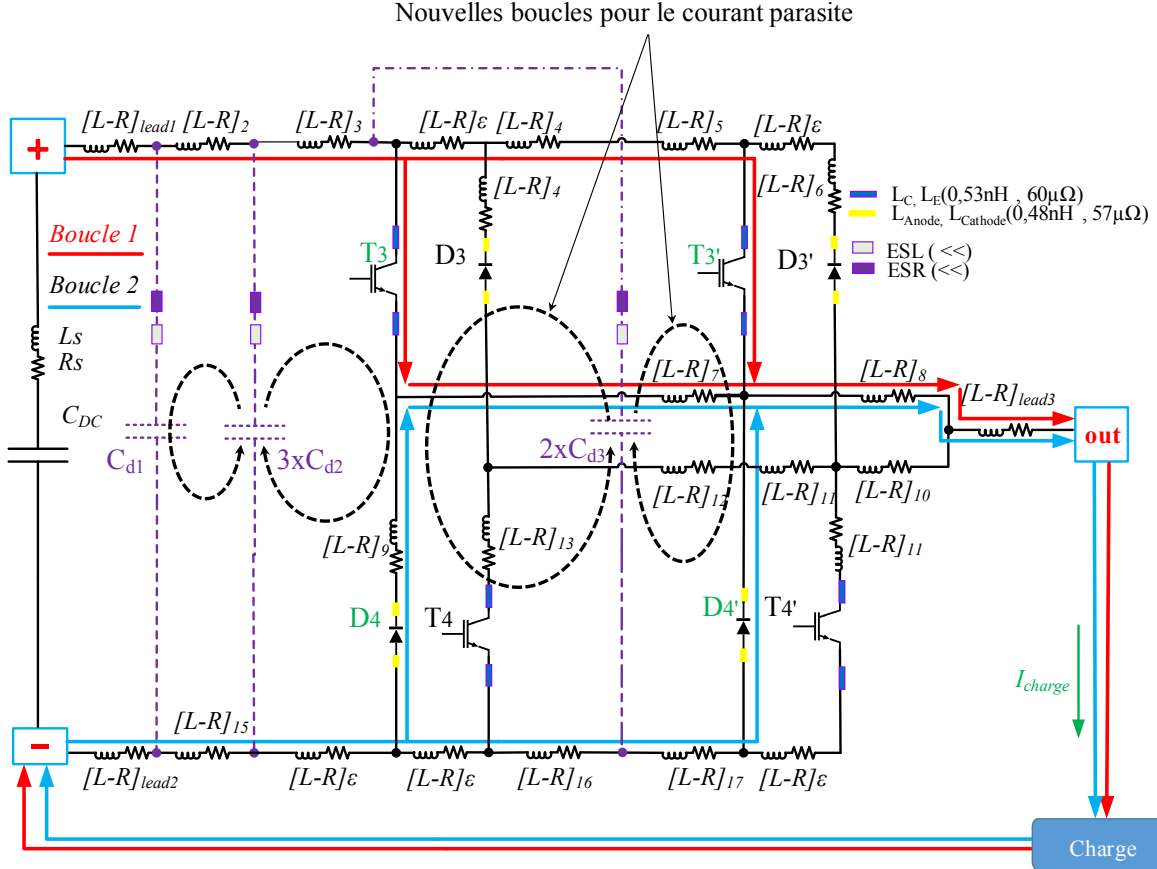 Nouvelles boucles pour le courant parasite
[L-R]lead1
[L-R]2
[L-R]3
[L-R]ε
[L-R]4
[L-R]5
[L-R]ε
+
[L-R]4
[L-R]6
LC, LE(0,53nH , 60µΩ)
LAnode, LCathode(0,48nH , 57µΩ)
ESL ( <<)
ESR (<<)
Boucle 1
Boucle 2
T3
D3
T3'
D3'
Ls
Rs
CDC
[L-R]7
[L-R]8
[L-R]lead3
out
Cd1
3xCd2
2xCd3
[L-R]12
[L-R]11
[L-R]10
[L-R]9
[L-R]13
[L-R]11
D4
T4
D4'
T4'
Icharge
-
[L-R]15
[L-R]lead2
[L-R]ε
[L-R]ε
[L-R]16
[L-R]17
[L-R]ε
Charge